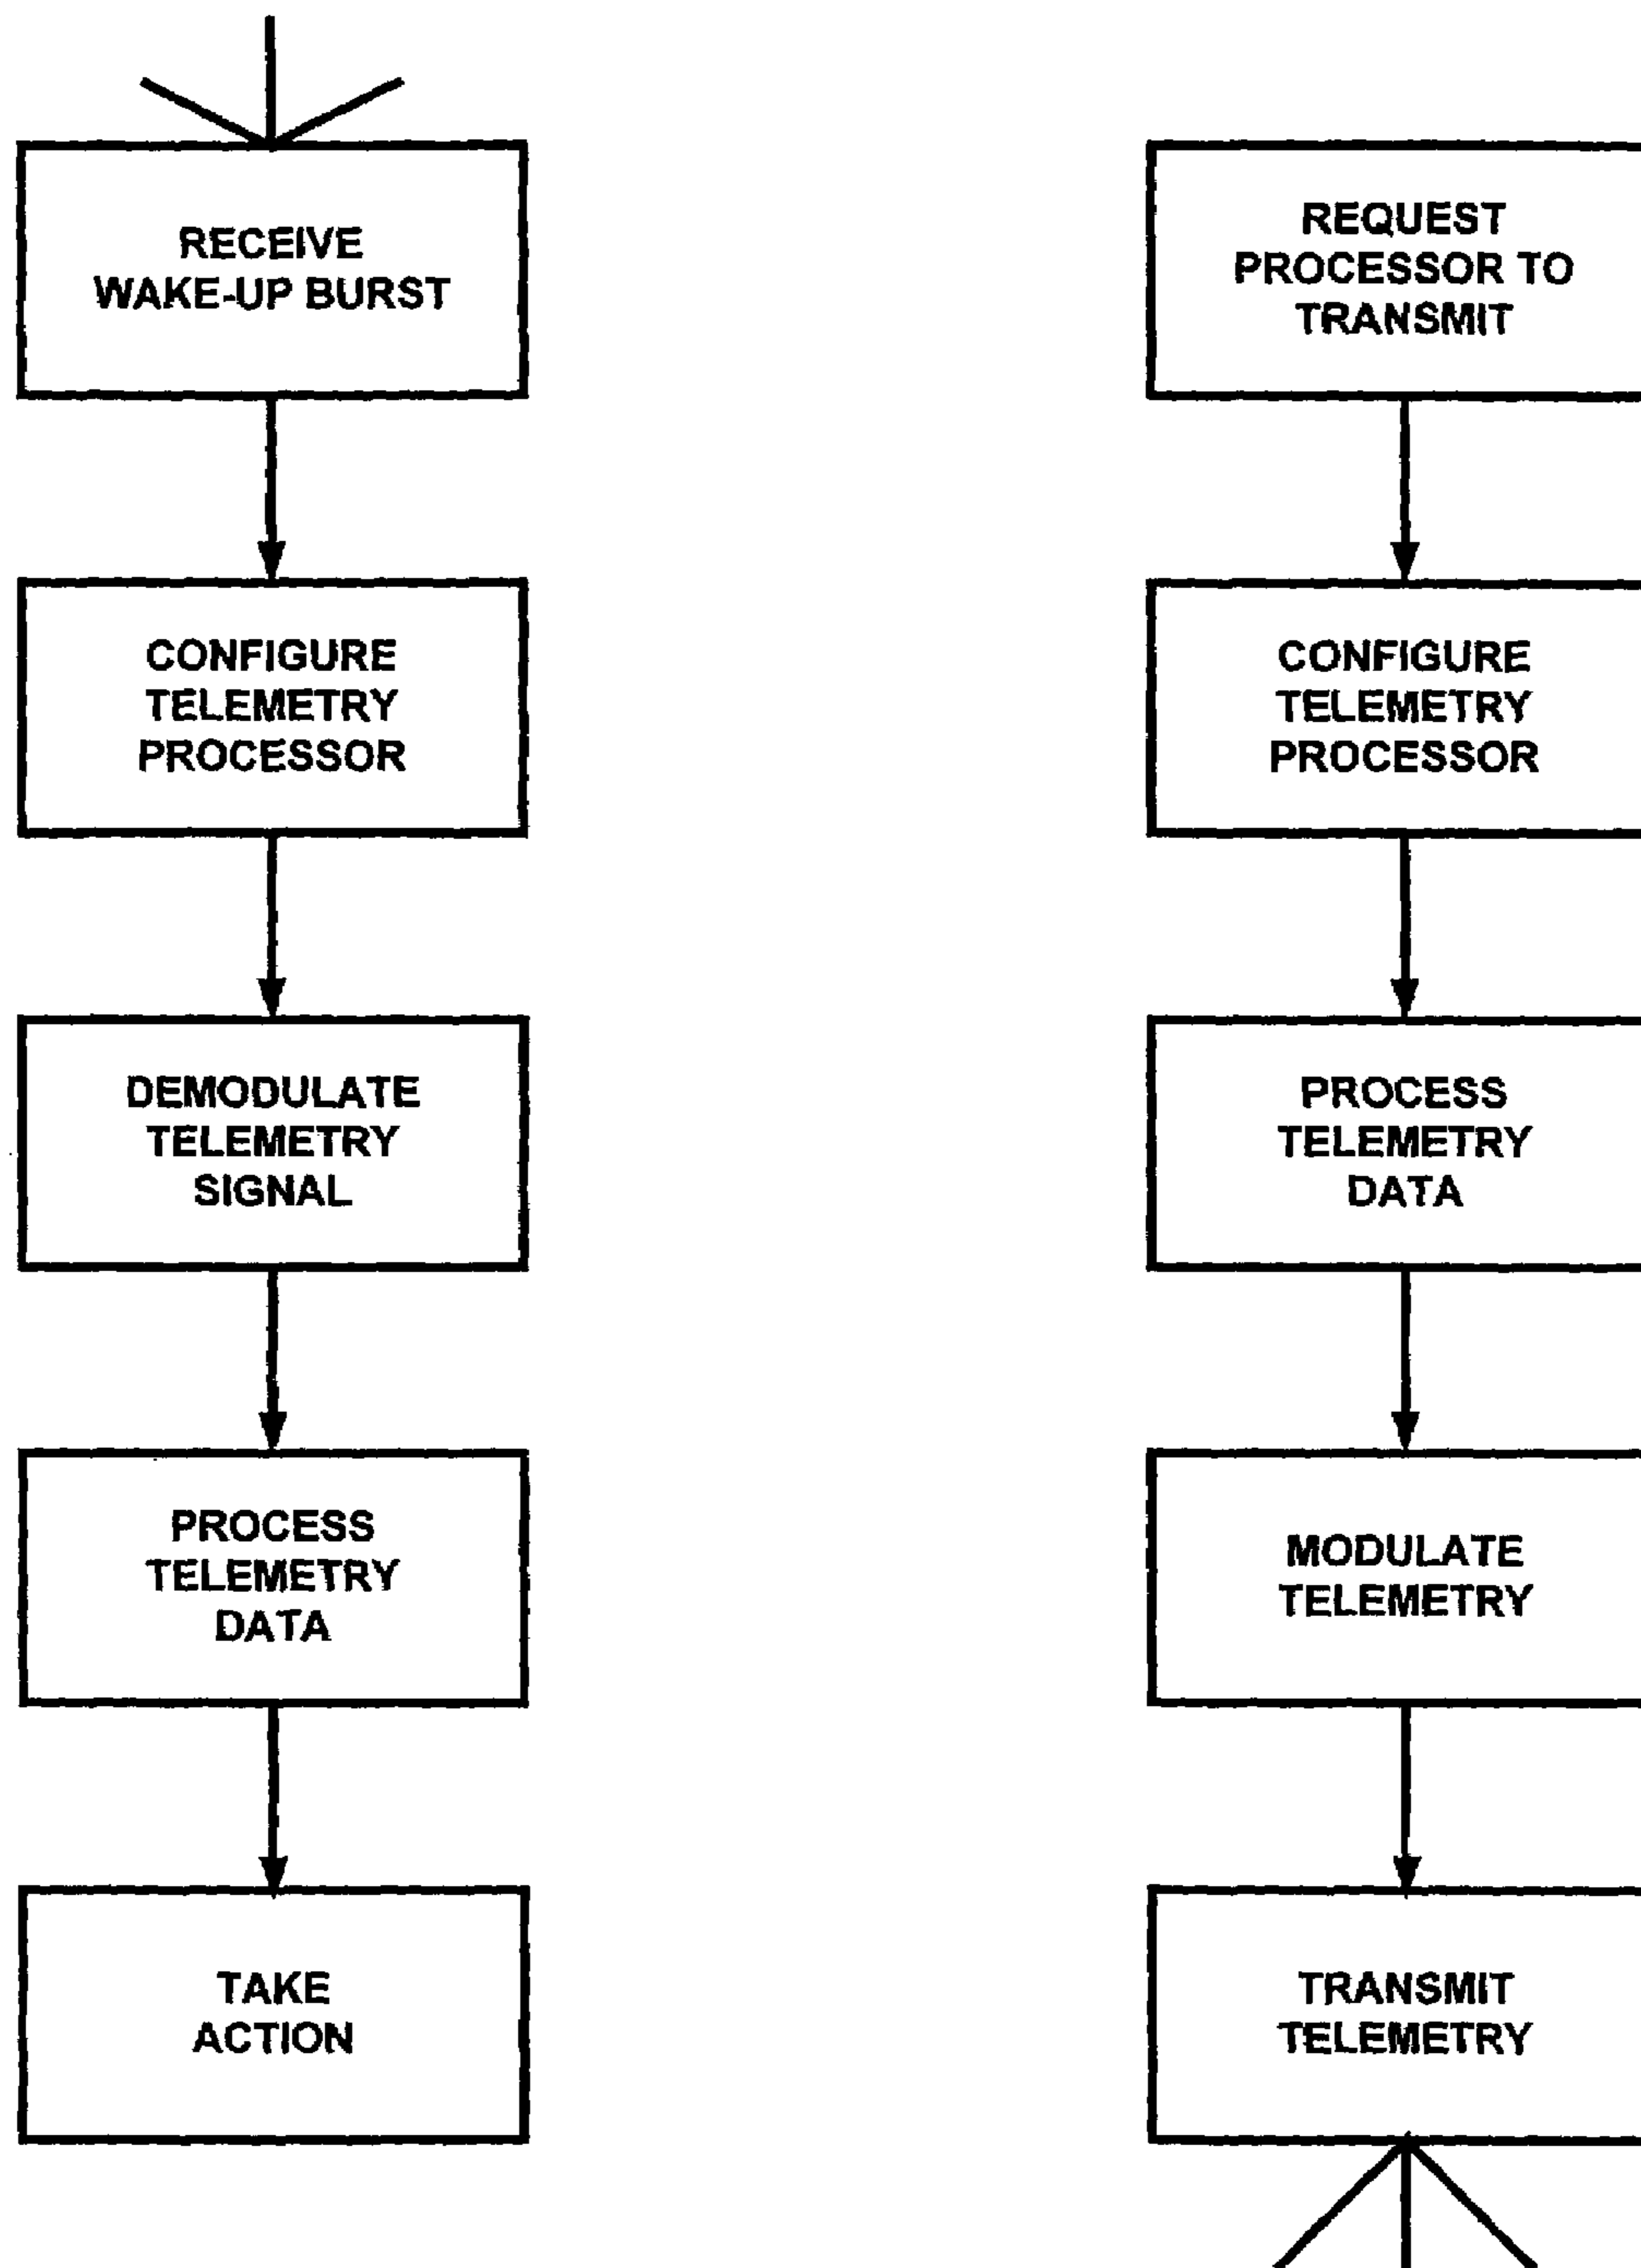 RECEIVE
WAKE-UP BURST
CONFIGURE
TELEMETRY
PROCESSOR
DEMODULATE
TELEMETRY
SIGNAL
PROCESS
TELEMETRY
DATA
TAKE
ACTION
REQUEST
PROCESSOR TO
TRANSMIT
CONFIGURE
TELEMETRY
PROCESSOR
PROCESS
TELEMETRY
DATA
MODULATE
TELEMETRY
TRANSMIT
TELEMETRY